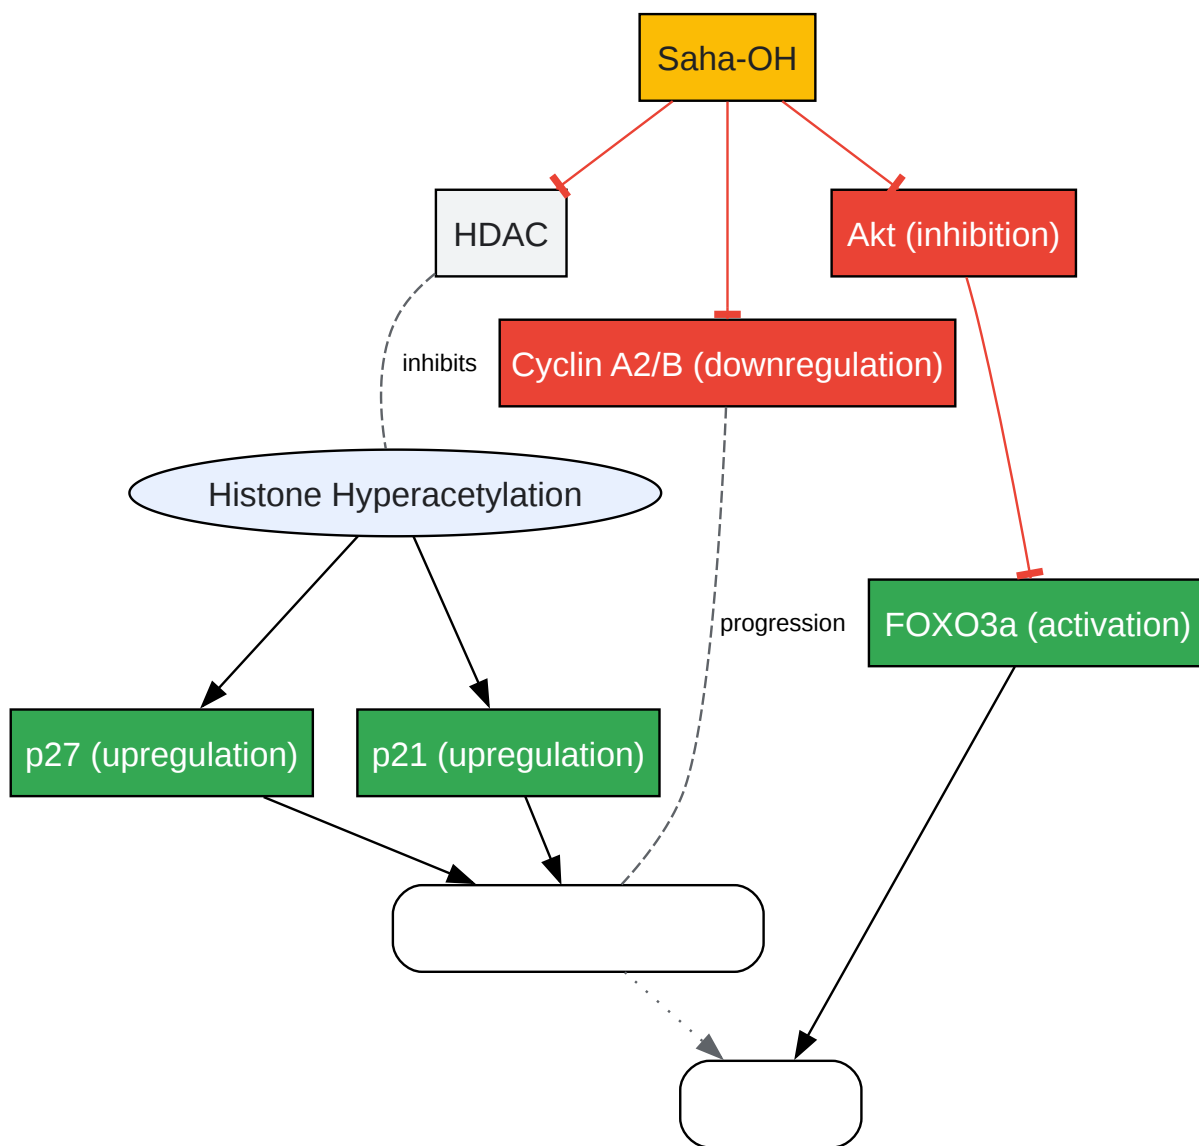 Saha-OH
HDAC
Akt (inhibition)
inhibits
Cyclin A2/B (downregulation)
Histone Hyperacetylation
progression
FOXO3a (activation)
p27 (upregulation)
p21 (upregulation)